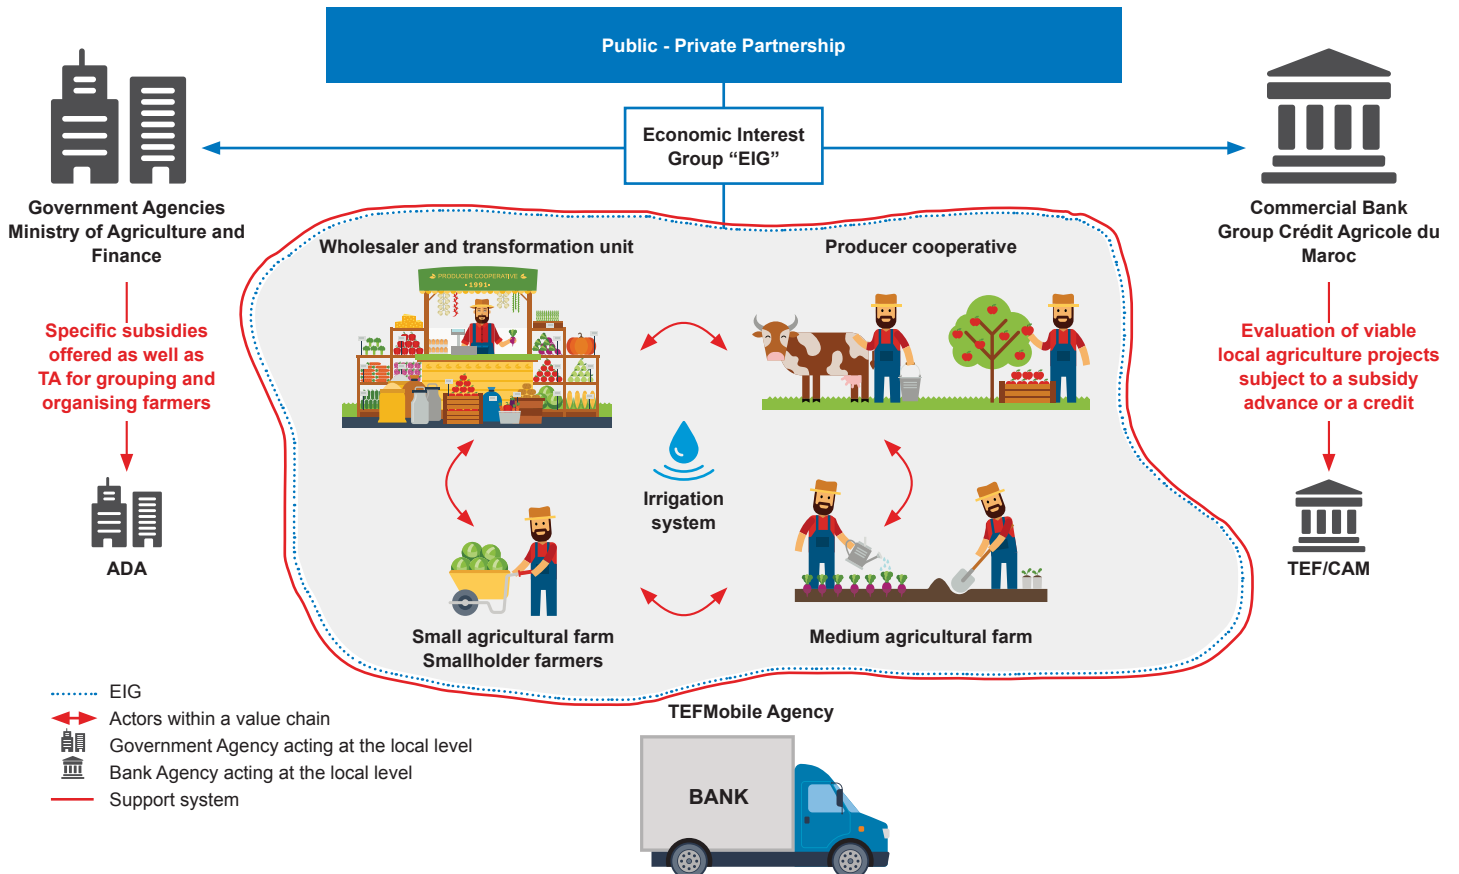 Public - Private Partnership
Economic Interest
Group “EIG”
Government Agencies
Ministry of Agriculture and
Finance
Specific subsidies
offered as well as
TA for grouping and
organising farmers
ADA
Commercial Bank
Group Crédit Agricole du
Maroc
Evaluation of viable
local agriculture projects
subject to a subsidy
advance or a credit
TEF/CAM
Wholesaler and transformation unit
PRODUCER COOPERATIVE
•1991•
Producer cooperative
Irrigation
system
Small agricultural farm
Smallholder farmers
Medium agricultural farm
EIG
Actors within a value chain
Government Agency acting at the local level
Bank Agency acting at the local level
Support system
TEFMobile Agency
BANK